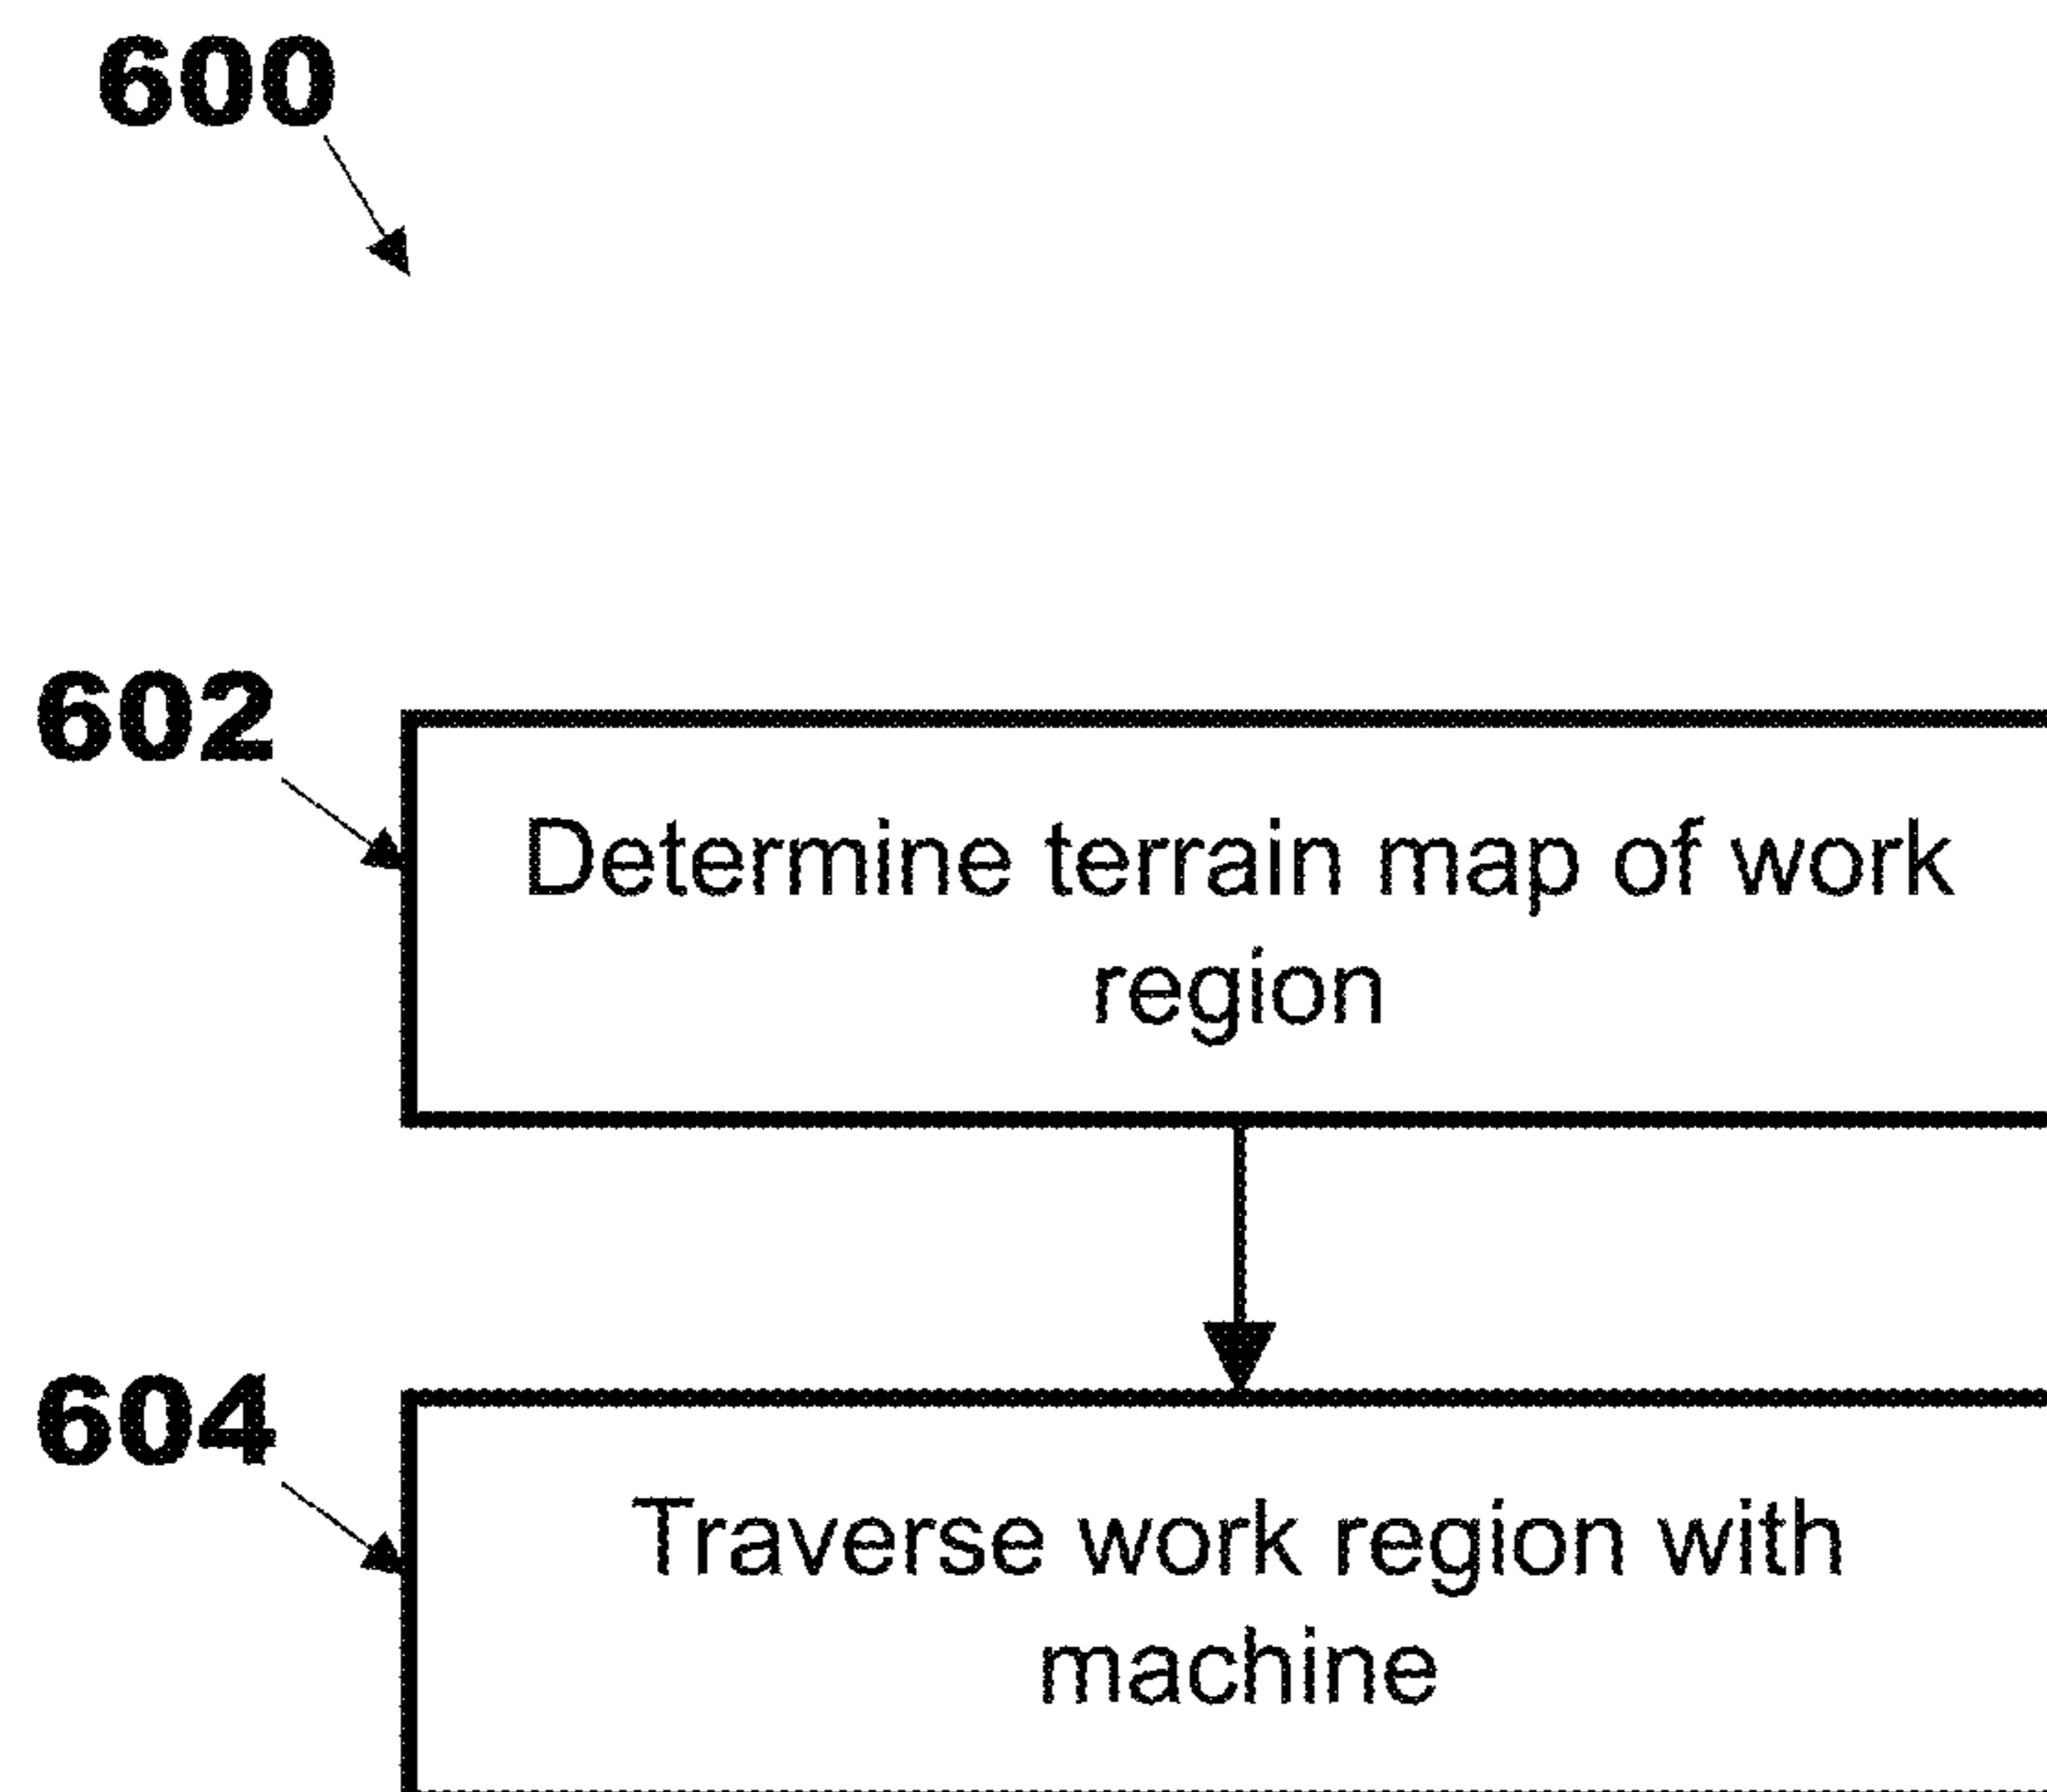 600
602
Determine terrain map of work
region
604
Traverse work region with
machine